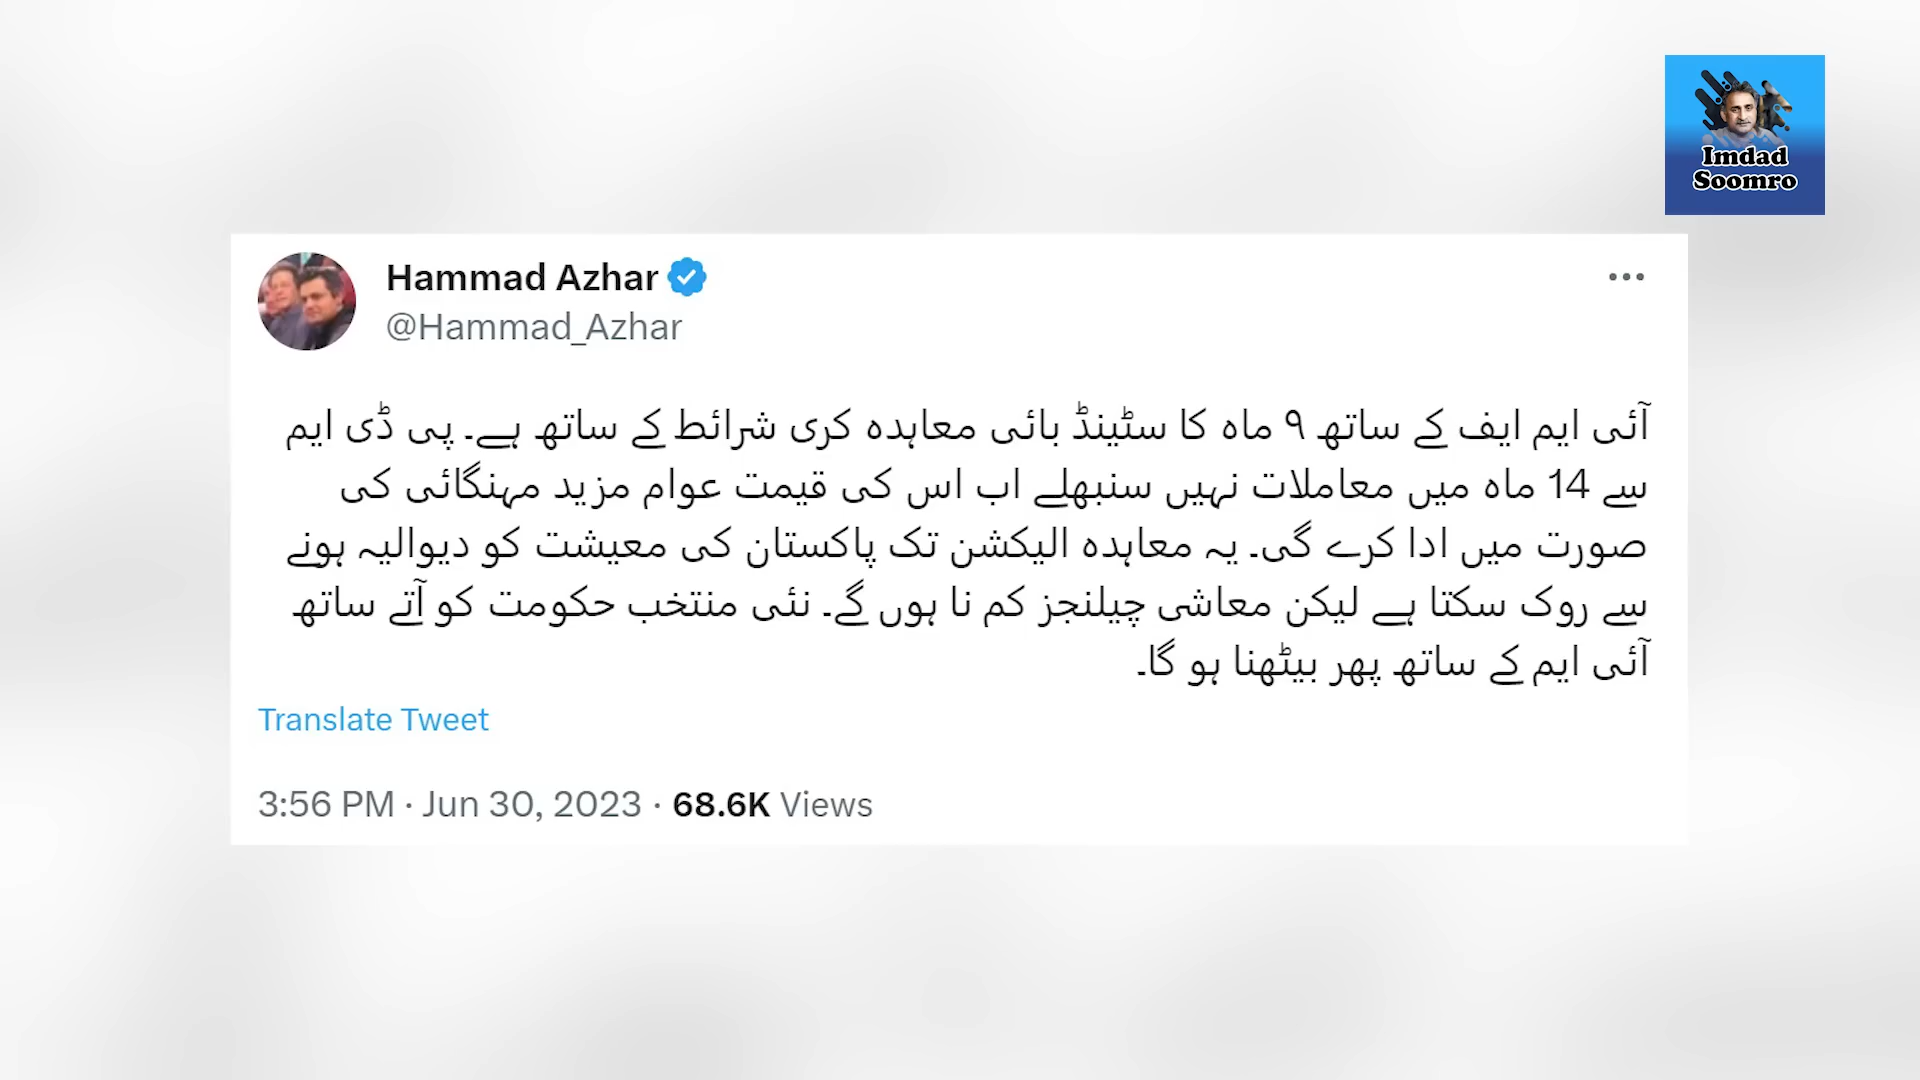 Imdad
Soomro
Hammad Azhar
@Hammad_Azhar
آئی ایم ایف کے ساتھ ۹ ماہ کا سٹینڈ بائی معاہدہ کری شرائط کے ساتھ ہے۔ پی ڈی ایم
سے 14 ماہ میں معاملات نہیں سنبھلے اب اس کی قیمت عوام مزید مہنگائی کی
صورت میں ادا کرے گی۔ یہ معاہدہ الیکشن تک پاکستان کی معیشت کو دیوالیہ ہونے
سے روک سکتا ہے لیکن معاشی چیلنجز کم نا ہوں گے۔ نئی منتخب حکومت کو آتے ساتھ
آئی ایم کے ساتھ پھر بیٹھنا ہو گا۔
Translate Tweet
3:56 PM · Jun 30, 2023 · 68.6K Views